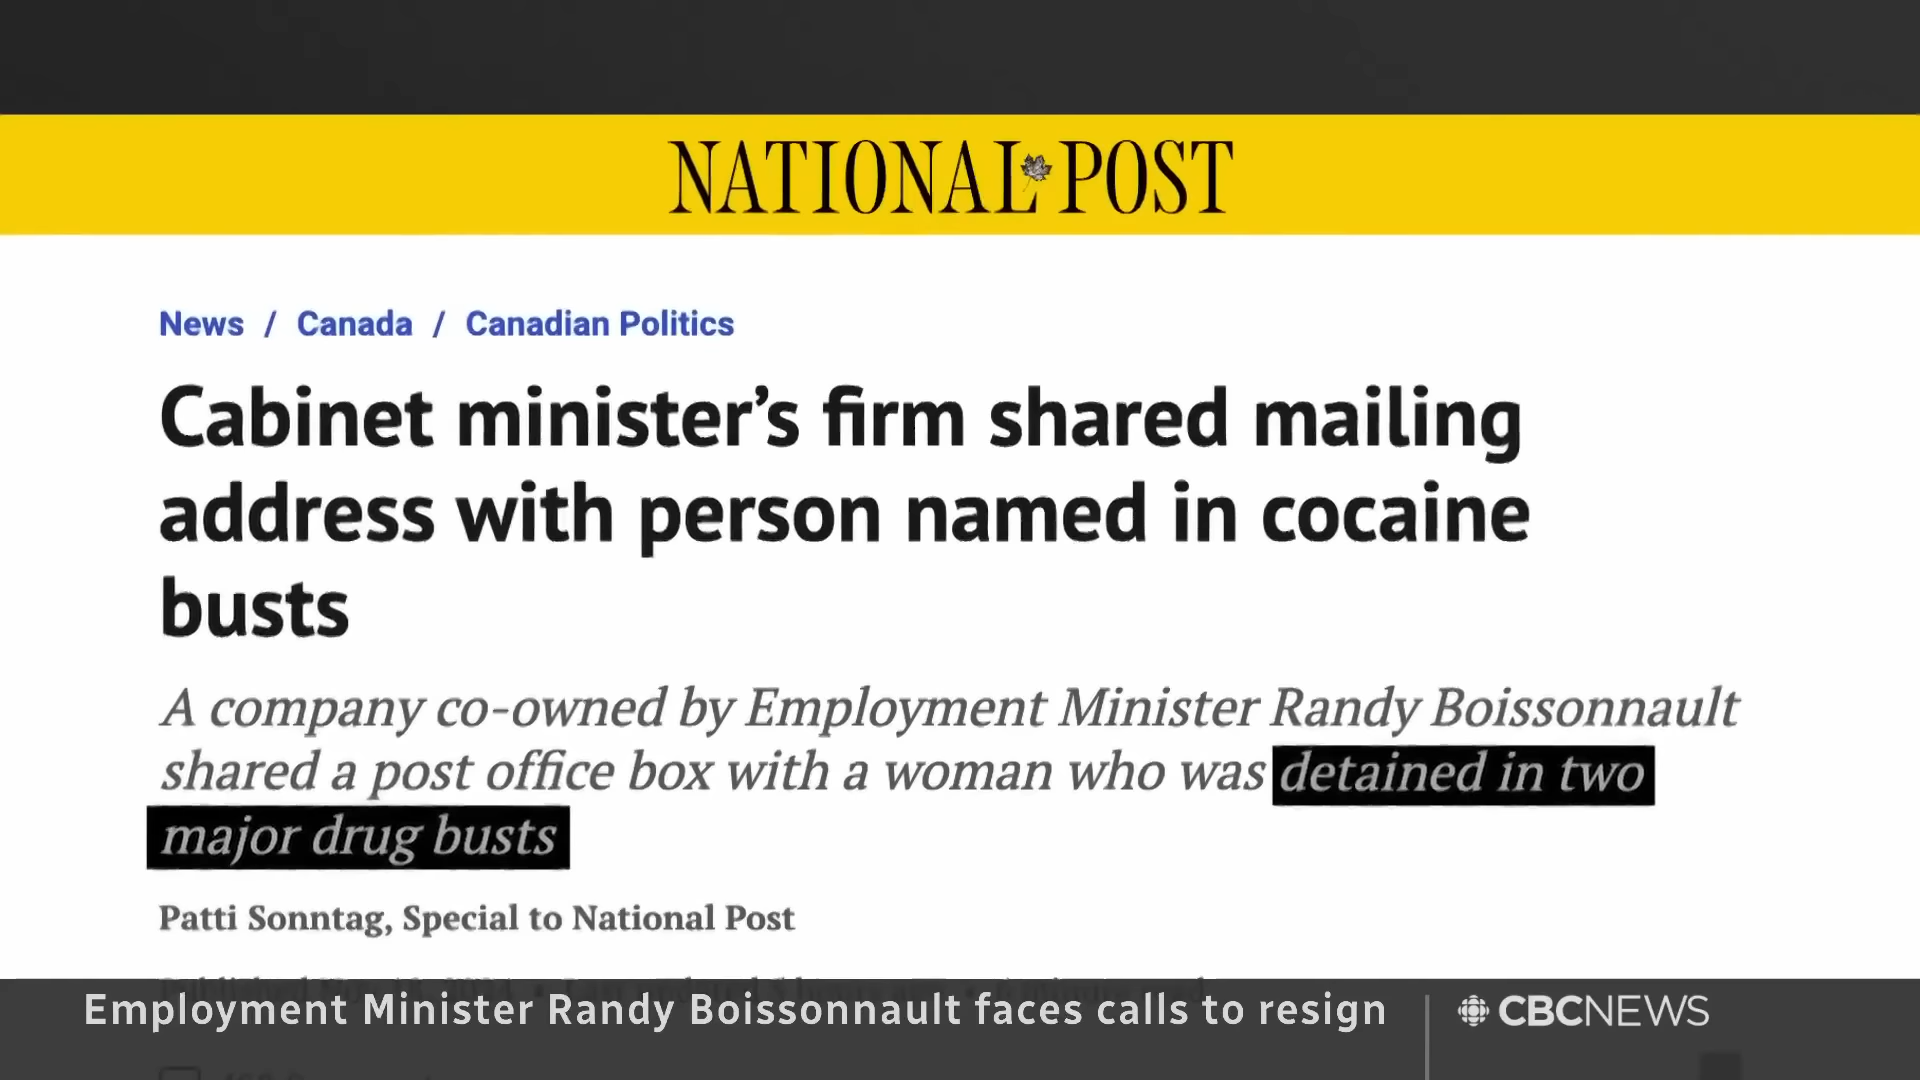 NATIONAL POST
News / Canada / Canadian Politics
Cabinet minister’s firm shared mailing
address with person named in cocaine
busts
A company co-owned by Employment Minister Randy Boissonnault
shared a post office box with a woman who was detained in two
major drug busts
Patti Sonntag, Special to National Post
Employment Minister Randy Boissonnault faces calls to resign
CBCNEWS